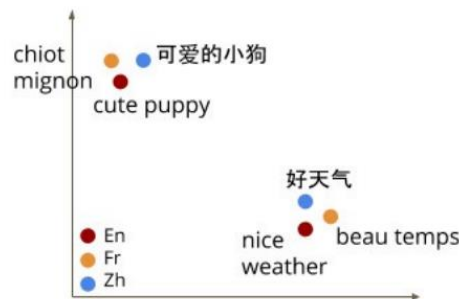 chiot
mignon
可爱的小狗
cute puppy
好天气
nice
weather
beau temps
En
Fr
Zh